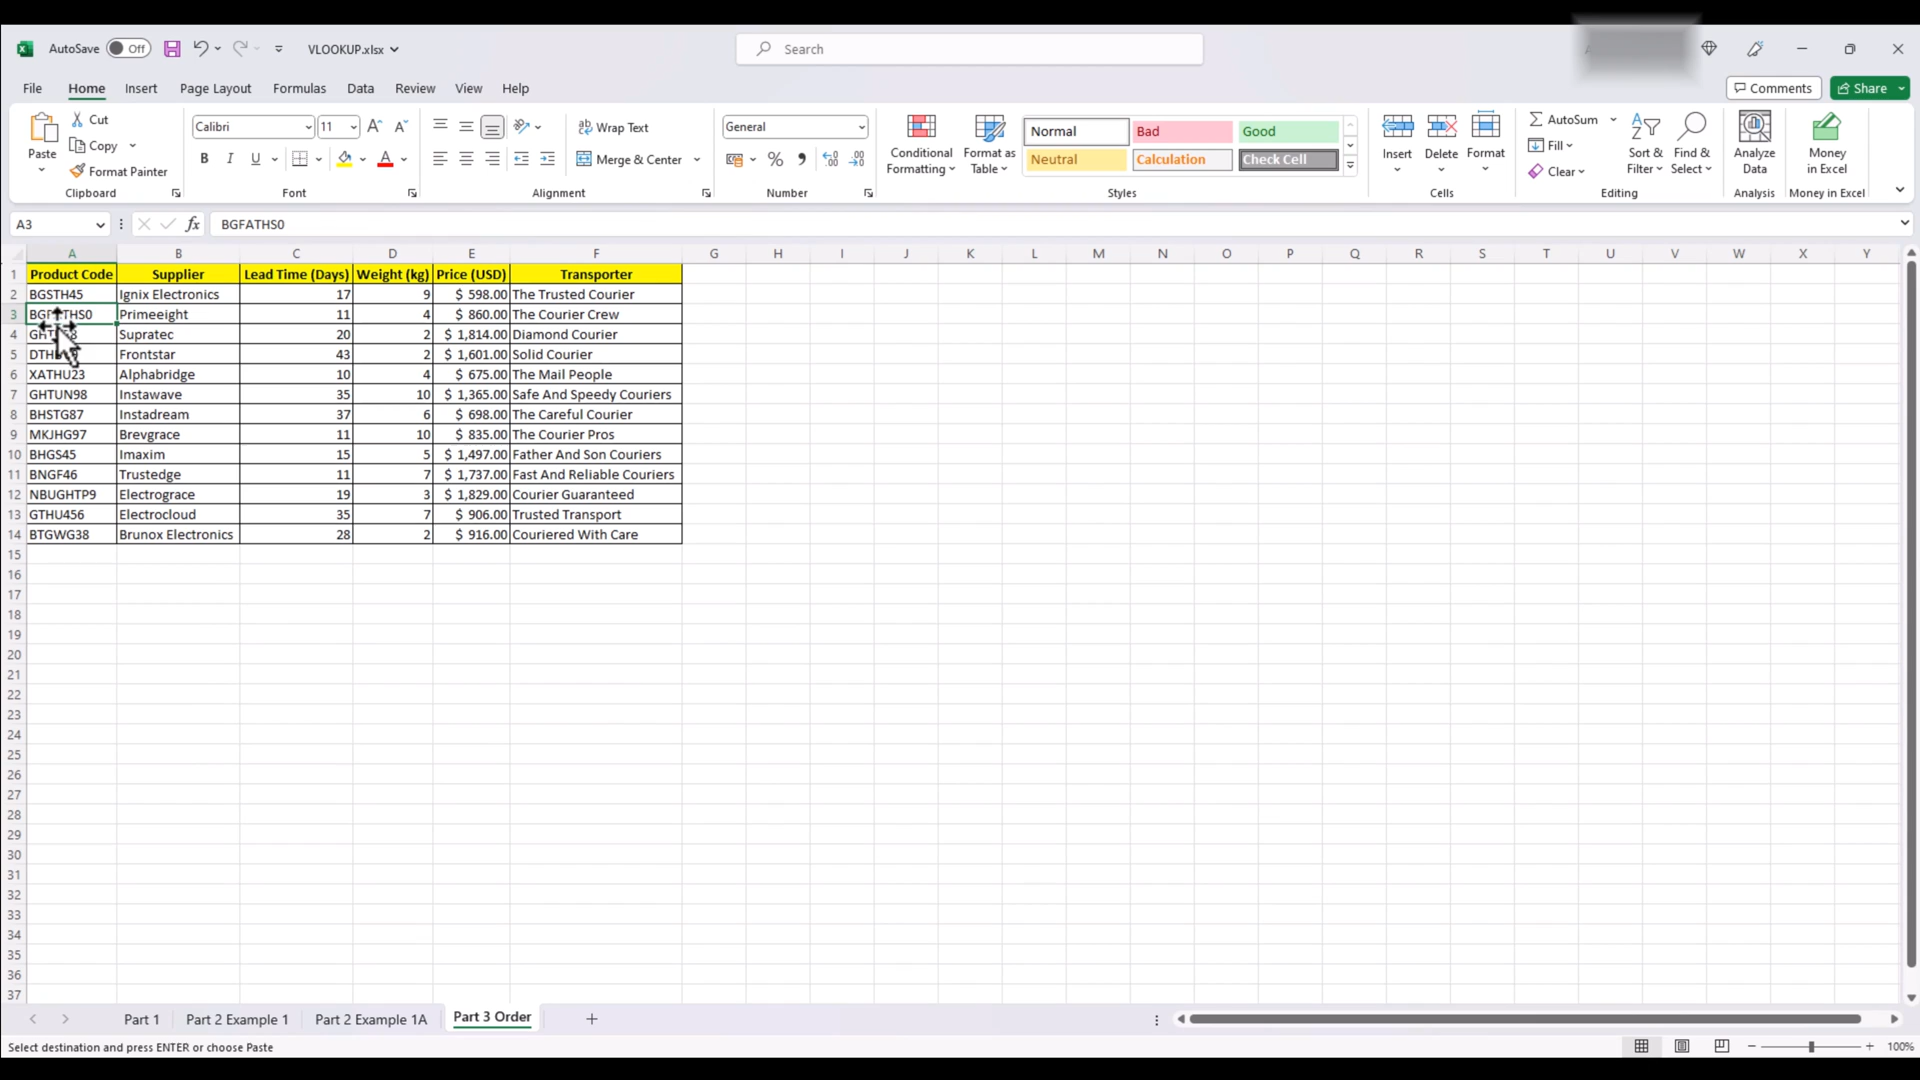 AutoSave Off VLOOKUP.xlsx Search
File Home Insert Page Layout Formulas Data Review View Help Comments Share
Paste Cut Copy Format Painter Clipboard
Calibri 11 B I U A Font
Wrap Text Merge & Center Alignment
General % Number
Conditional Formatting Format as Table Normal Bad Good Neutral Calculation Check Cell Styles
Insert Delete Format Cells
AutoSum Fill Clear Sort & Filter Find & Select Editing
Analyze Data Analysis
Money in Excel Money in Excel
A3 fx BGFATHS0
A B C D E F G H I J K L M N O P Q R S T U V W X Y
1 Product Code Supplier Lead Time (Days) Weight (kg) Price (USD) Transporter
2 BGSTH45 Ignix Electronics 17 9 $ 598.00 The Trusted Courier
3 Primeeight 11 4 $ 860.00 The Courier Crew
4 Supratec 20 2 $ 1,814.00 Diamond Courier
5 Frontstar 43 2 $ 1,601.00 Solid Courier
6 XATHU23 Alphabridge 10 4 $ 675.00 The Mail People
7 GHTUN98 Instawave 35 10 $ 1,365.00 Safe And Speedy Couriers
8 BHSTG87 Instadream 37 6 $ 698.00 The Careful Courier
9 MKJHG97 Brevgrace 11 10 $ 835.00 The Courier Pros
10 BHGS45 Imaxim 15 5 $ 1,497.00 Father And Son Couriers
11 BNGF46 Trustedge 11 7 $ 1,737.00 Fast And Reliable Couriers
12 NBUGHTP9 Electrograce 19 3 $ 1,829.00 Courier Guaranteed
13 GTHU456 Electrocloud 35 7 $ 906.00 Trusted Transport
14 BTGWG38 Brunox Electronics 28 2 $ 916.00 Couriered With Care
15
16
17
18
19
20
21
22
23
24
25
26
27
28
29
30
31
32
33
34
35
36
37
Part 1 Part 2 Example 1 Part 2 Example 1A Part 3 Order
Select destination and press ENTER or choose Paste 100%